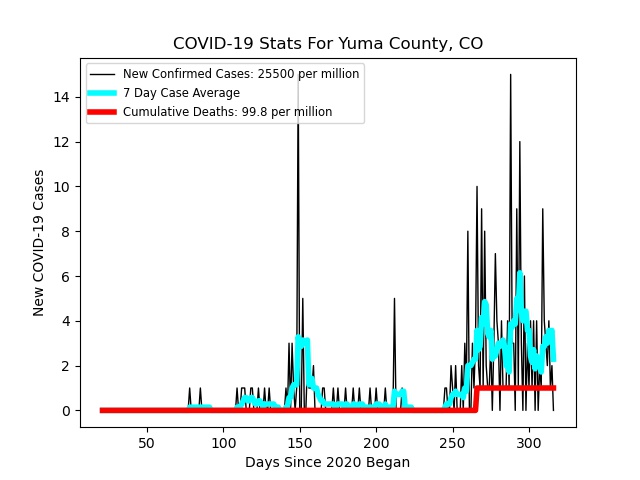 COVID-19 Stats For Yuma County, CO
New Confirmed Cases: 25500 per million
7 Day Case Average
Cumulative Deaths: 99.8 per million
New COVID-19 Cases
14
12
10
8
6
4
2
0
50 100 150 200 250 300
Days Since 2020 Began